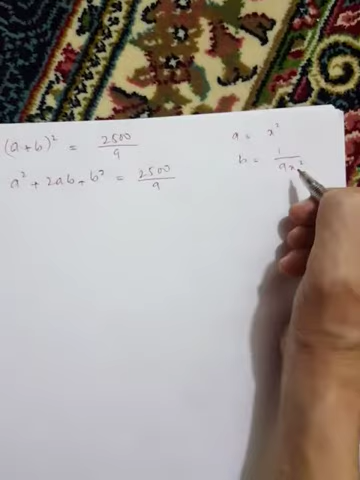 (a+b)² = 2500/9
a² + 2ab + b² = 2500/9
a = x²
b = 1/9x²